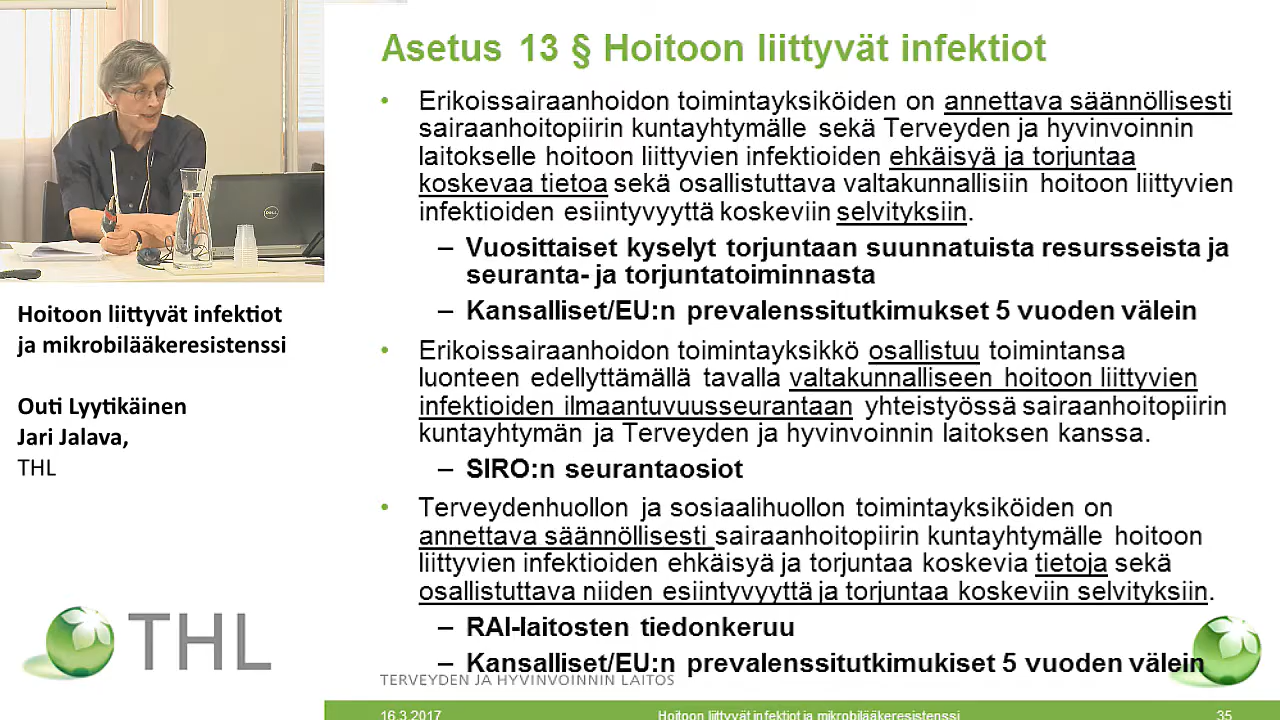 Asetus 13 § Hoitoon liittyvät infektiot
• Erikoissairaanhoidon toimintayksiköiden on annettava säännöllisesti
sairaanhoitopiirin kuntayhtymälle sekä Terveyden ja hyvinvoinnin
laitokselle hoitoon liittyvien infektioiden ehkäisyä ja torjuntaa
koskevaa tietoa sekä osallistuttava valtakunnallisiin hoitoon liittyvien
infektioiden esiintyvyyttä koskeviin selvityksiin.
– Vuosittaiset kyselyt torjuntaan suunnatuista resursseista ja
seuranta- ja torjuntatoiminnasta
– Kansalliset/EU:n prevalenssitutkimukset 5 vuoden välein
• Erikoissairaanhoidon toimintayksikkö osallistuu toimintansa
luonteen edellyttämällä tavalla valtakunnalliseen hoitoon liittyvien
infektioiden ilmaantuvuusseurantaan yhteistyössä sairaanhoitopiirin
kuntayhtymän ja Terveyden ja hyvinvoinnin laitoksen kanssa.
– SIRO:n seurantaosiot
• Terveydenhuollon ja sosiaalihuollon toimintayksiköiden on
annettava säännöllisesti sairaanhoitopiirin kuntayhtymälle hoitoon
liittyvien infektioiden ehkäisyä ja torjuntaa koskevia tietoja sekä
osallistuttava niiden esiintyvyyttä ja torjuntaa koskeviin selvityksiin.
– RAI-laitosten tiedonkeruu
– Kansalliset/EU:n prevalenssitutkimukiset 5 vuoden välein
TERVEYDEN JA HYVINVOINNIN LAITOS
16.3.2017 Hoitoon liittyvät infektiot ja mikrobilääkeresistenssi 35
DELL
Hoitoon liittyvät infektiot
ja mikrobilääkeresistenssi
Outi Lyytikäinen
Jari Jalava,
THL
THL